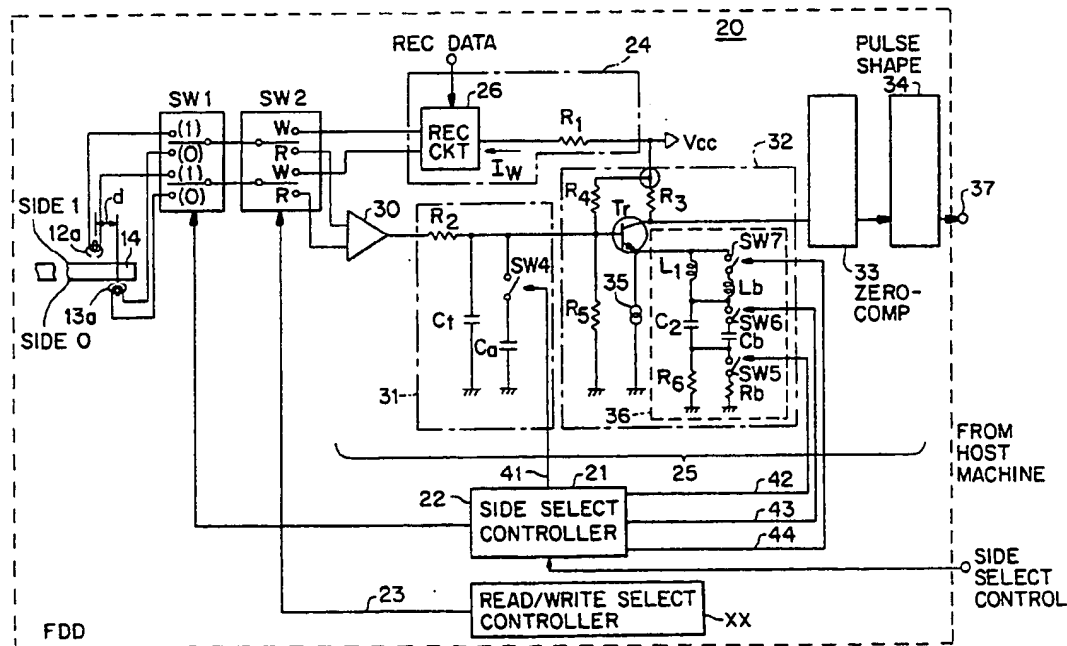 20
REC DATA
24
PULSE SHAPE
34
SW1
SW2
26
REC CKT
R1
Vcc
IW
32
(1)
(0)
(1)
(0)
W
R
W
R
d
SIDE 1
12a
14
13a
SIDE 0
30
R2
R4
R3
Tr
SW4
Ct
Ca
R5
35
L1
SW7
Lb
C2
SW6
Cb
R6
SW5
Rb
31
36
33 ZERO-COMP
37
25
FROM HOST MACHINE
41
21
22
SIDE SELECT CONTROLLER
42
43
44
SIDE SELECT CONTROL
23
READ/WRITE SELECT CONTROLLER
XX
FDD